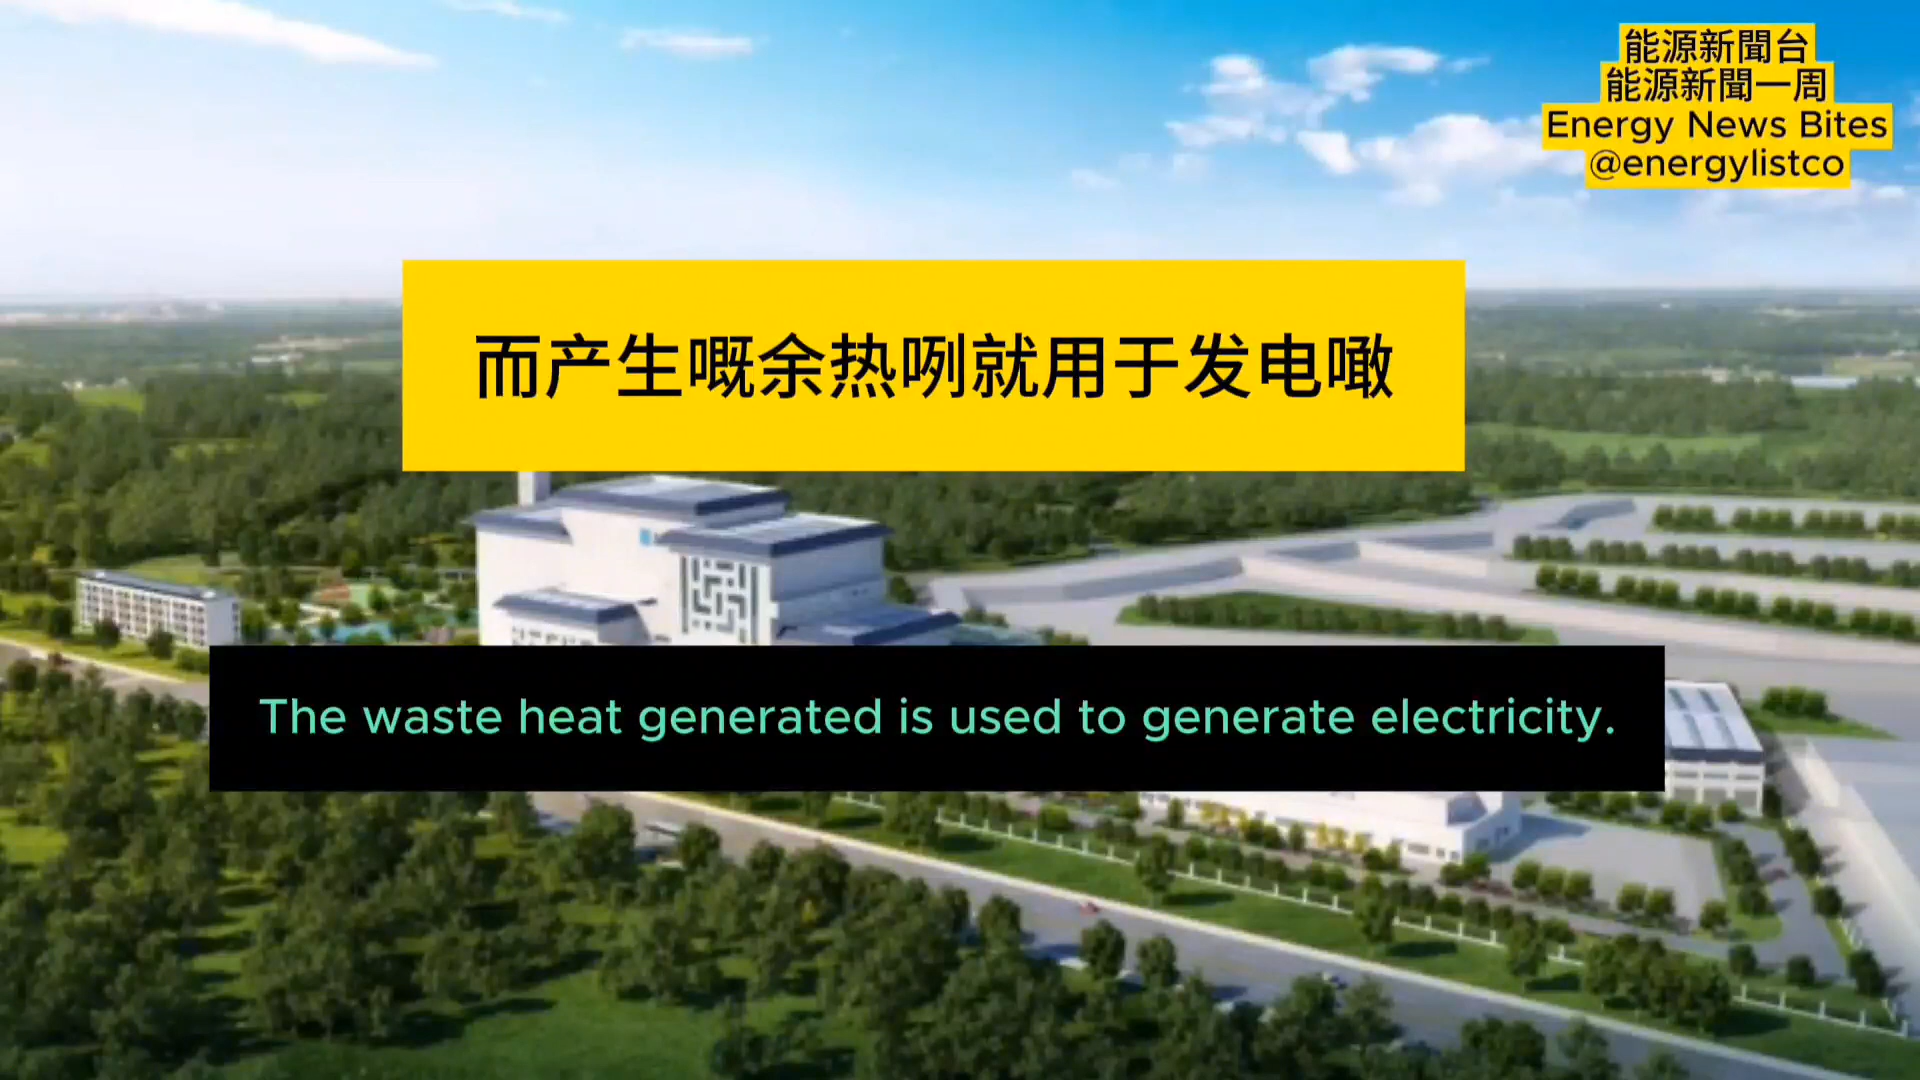 能源新聞台
能源新聞一周
Energy News Bites
@energylistco
而产生嘅余热咧就用于发电噉
The waste heat generated is used to generate electricity.